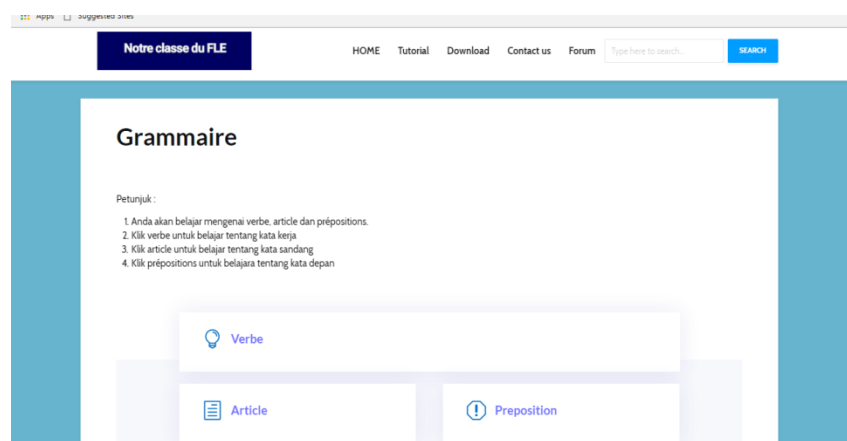 Apps Suggested Sites
Notre classe du FLE HOME Tutorial Download Contact us Forum Type here to search... SEARCH
Grammaire
Petunjuk :
1. Anda akan belajar mengenai verbe, article dan prépositions.
2. Klik verbe untuk belajar tentang kata kerja
3. Klik article untuk belajar tentang kata sandang
4. Klik prépositions untuk belajara tentang kata depan
Verbe
Article Preposition